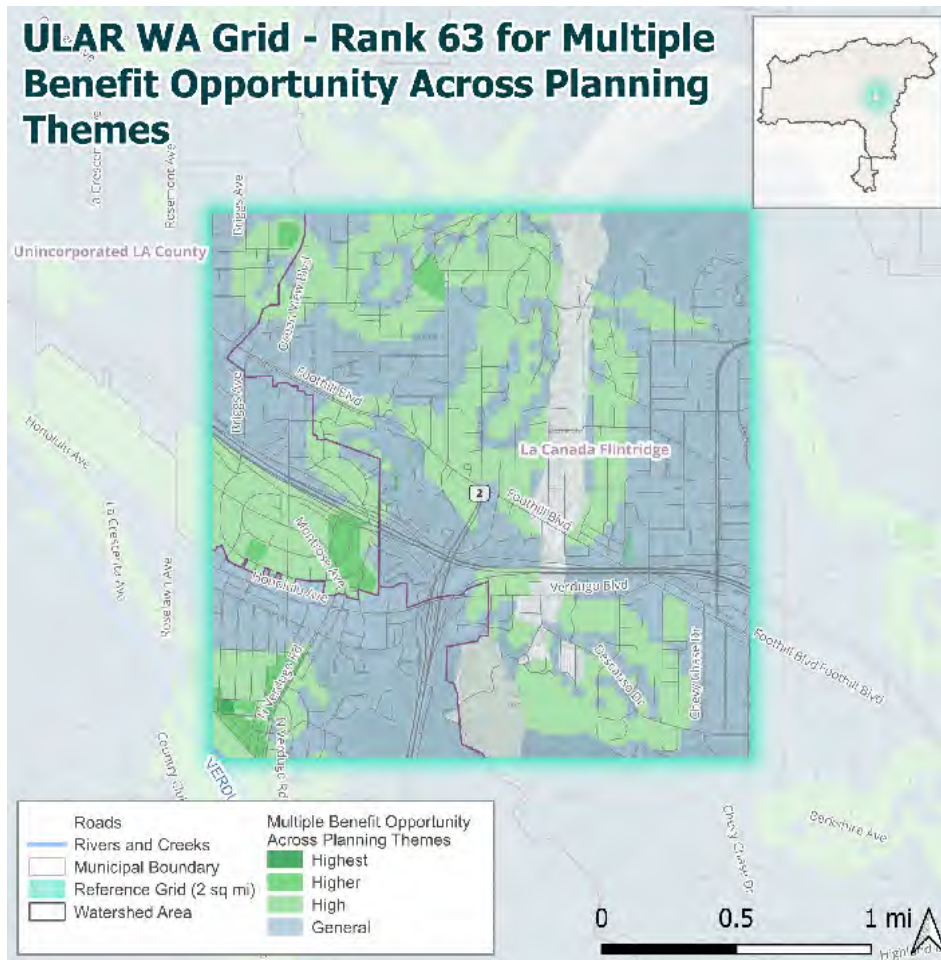 ULAR WA Grid - Rank 63 for Multiple
Benefit Opportunity Across Planning
Themes
Rosemont Ave
Briggs Ave
Unincorporated LA County
Ocean View Blvd
Foothill Blvd
Briggs Ave
Honolulu Ave
La Crescenta Ave
La Canada Flintridge
2
Foothill Blvd
Montrose Ave
Roselawn Ave
Honolulu Ave
Verdugo Blvd
Foothill Blvd Foothill Blvd
Descanso Dr
Chevy Chase Dr
N Verdugo Rd
N Verdugo Rd
Chevy Chase Dr
Berkshire Ave
Roads
Rivers and Creeks
Municipal Boundary
Reference Grid (2 sq mi)
Watershed Area
Multiple Benefit Opportunity
Across Planning Themes
Highest
Higher
High
General
0 0.5 1 mi